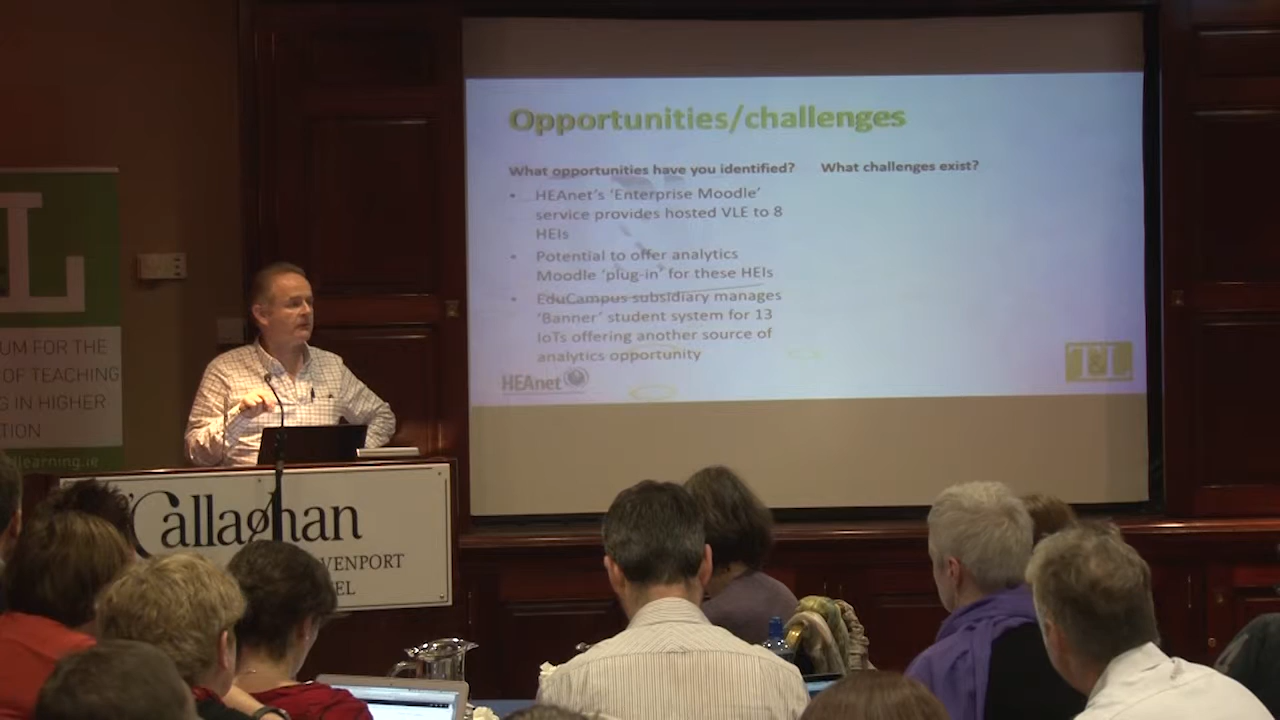 Opportunities/challenges
What opportunities have you identified?
What challenges exist?
• HEAnet's 'Enterprise Moodle'
service provides hosted VLE to 8
HEIs
• Potential to offer analytics
Moodle 'plug-in' for these HEIs
• EduCampus subsidiary manages
'Banner' student system for 13
IoTs offering another source of
analytics opportunity
HEAnet
T&L
TL
UM FOR THE
OF TEACHING
G IN HIGHER
TION
dlearning.ie
O'Callaghan
VENPORT
EL